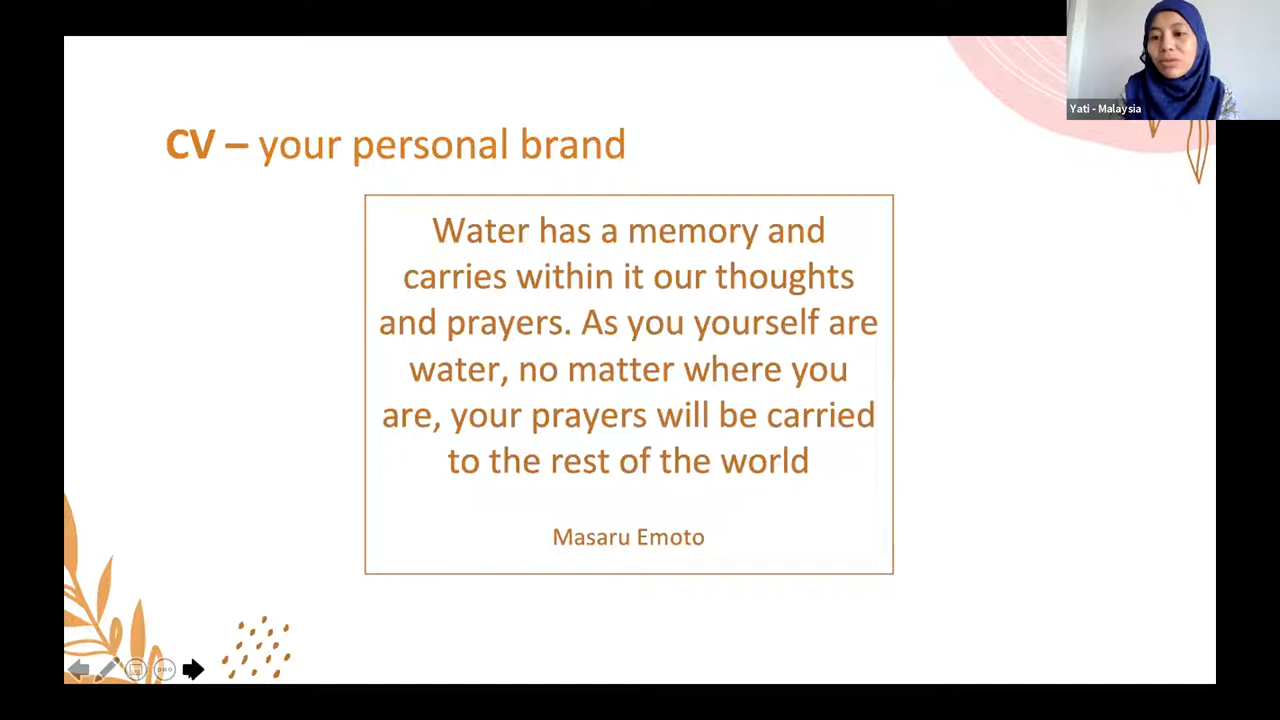 Yati - Malaysia
CV – your personal brand
Water has a memory and
carries within it our thoughts
and prayers. As you yourself are
water, no matter where you
are, your prayers will be carried
to the rest of the world
Masaru Emoto